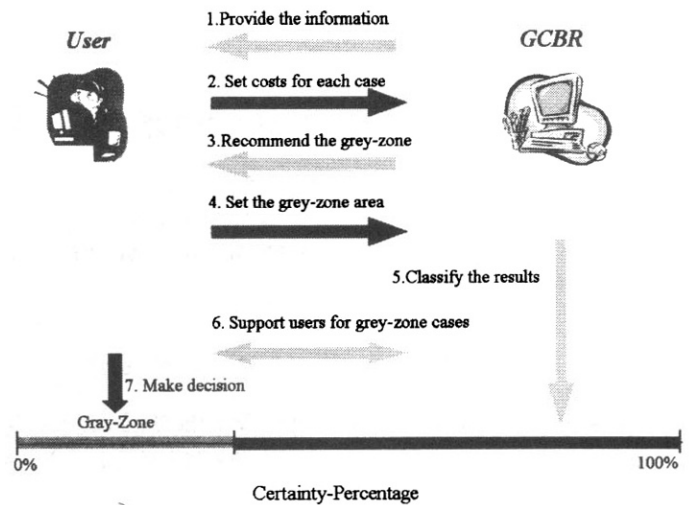 1.Provide the information
User
GCBR
2. Set costs for each case
3.Recommend the grey-zone
4. Set the grey-zone area
5.Classify the results
6. Support users for grey-zone cases
7. Make decision
Gray-Zone
0%
100%
Certainty-Percentage